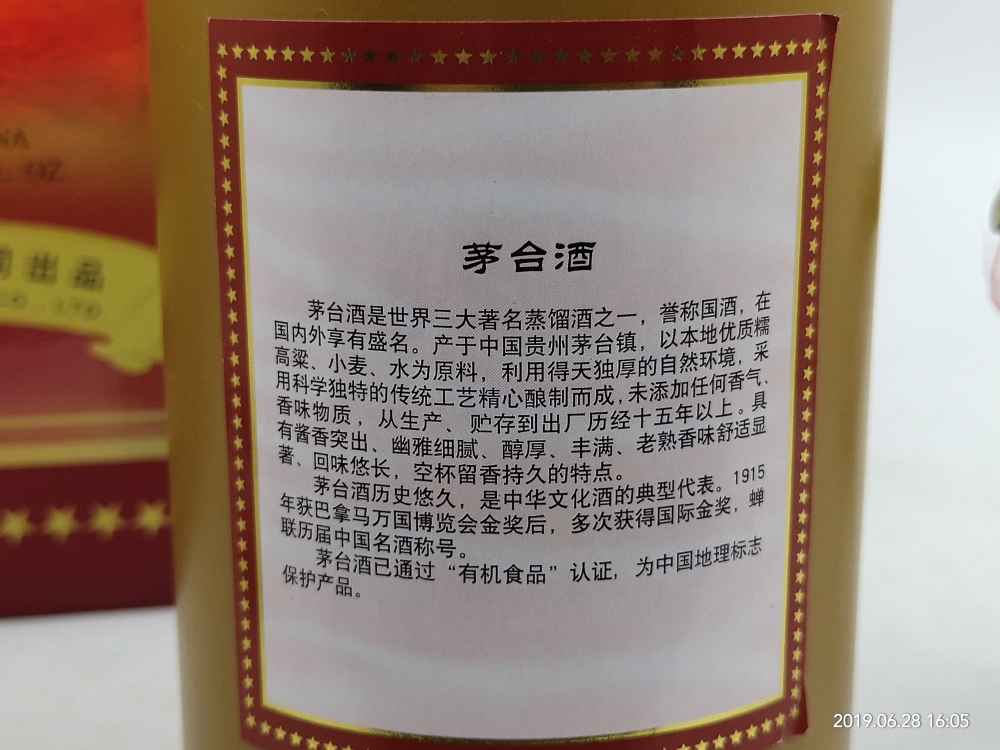 NA
出品
CO., LTD
茅台酒
茅台酒是世界三大著名蒸馏酒之一，誉称国酒，在
国内外享有盛名。产于中国贵州茅台镇，以本地优质糯
高粱、小麦、水为原料，利用得天独厚的自然环境，采
用科学独特的传统工艺精心酿制而成，未添加任何香气、
香味物质，从生产、贮存到出厂历经十五年以上。具
有酱香突出、幽雅细腻、醇厚、丰满、老熟香味舒适显
著、回味悠长，空杯留香持久的特点。
茅台酒历史悠久，是中华文化酒的典型代表。1915
年获巴拿马万国博览会金奖后，多次获得国际金奖，蝉
联历届中国名酒称号。
茅台酒已通过“有机食品”认证，为中国地理标志
保护产品。
2019.06.28 16:05